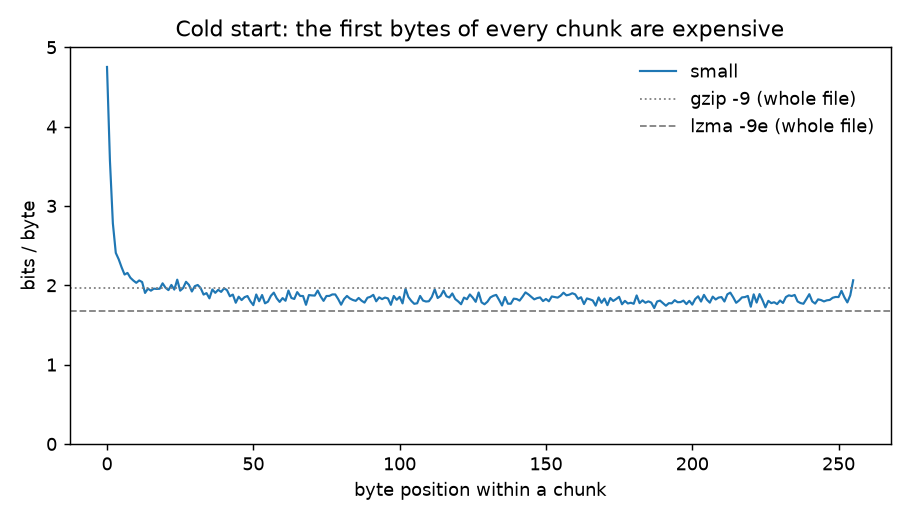 Cold start: the first bytes of every chunk are expensive
5
4
3
2
1
0
bits / byte
small
gzip -9 (whole file)
lzma -9e (whole file)
0 50 100 150 200 250
byte position within a chunk